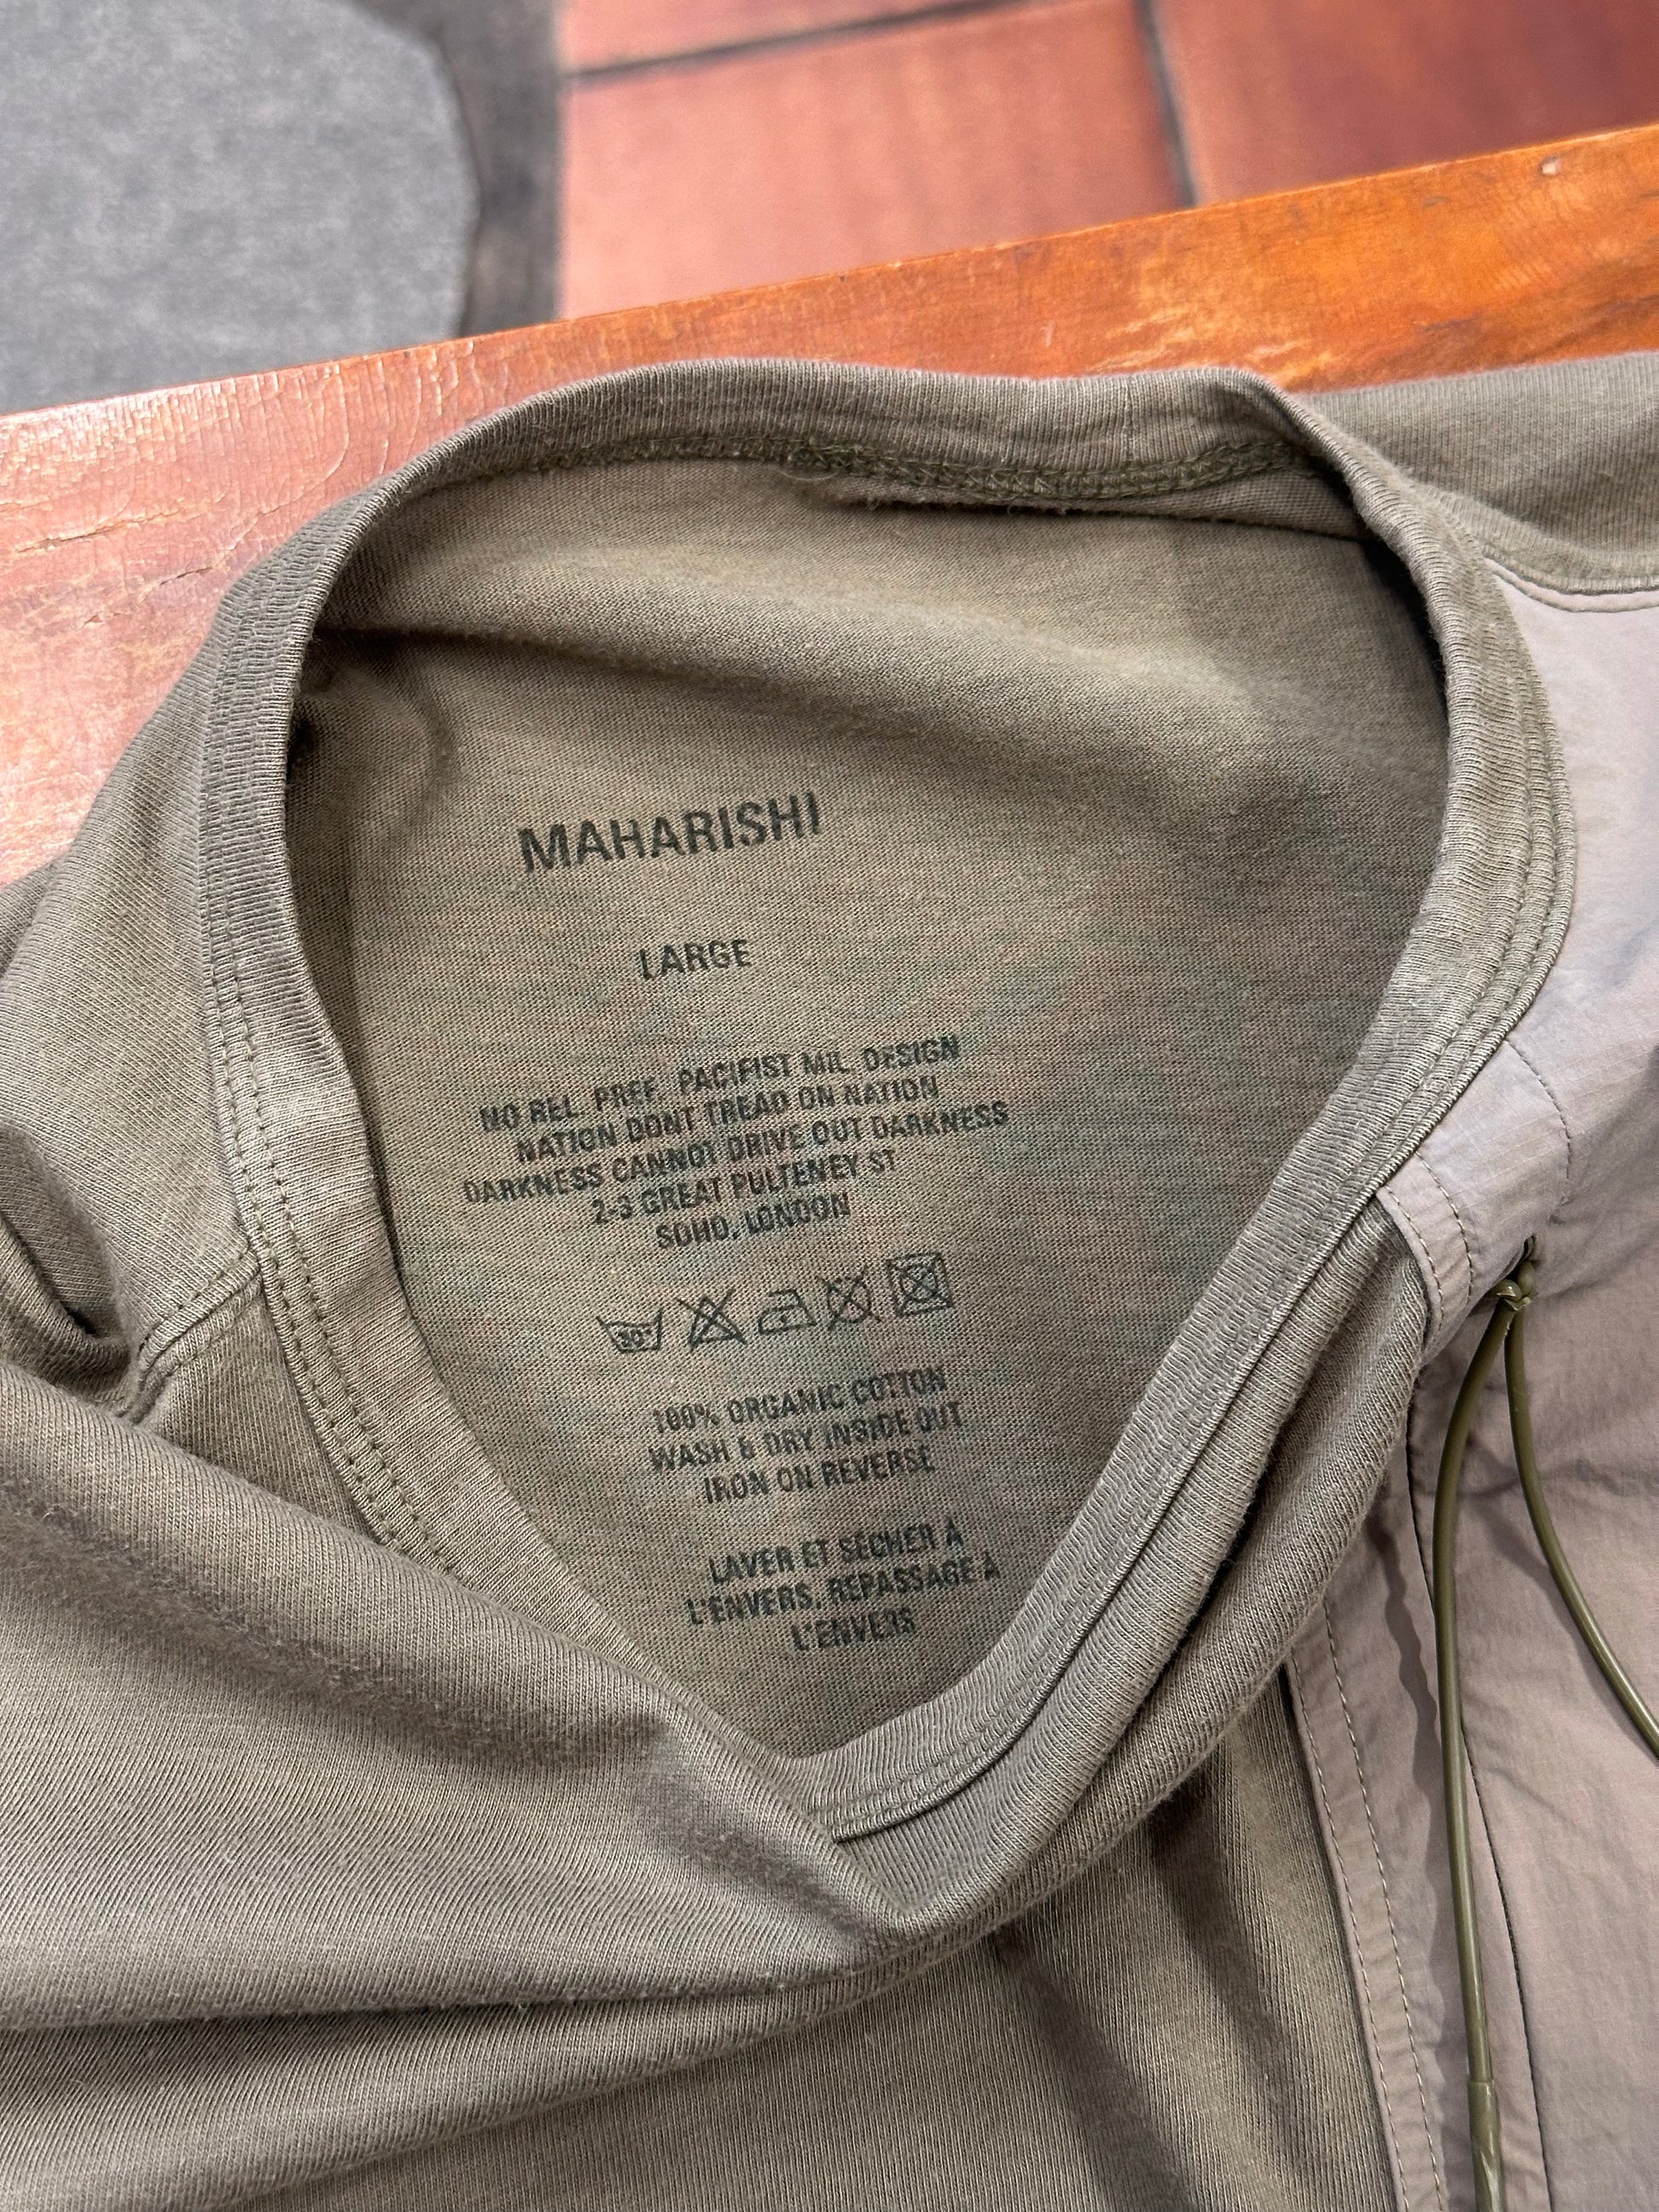 MAHARISHI
LARGE
NO REL. PREF. PACIFIST MIL. DESIGN
NATION DONT TREAD ON NATION
DARKNESS CANNOT DRIVE OUT DARKNESS
2-3 GREAT PULTENEY ST
SOHO, LONDON
30°
100% ORGANIC COTTON
WASH & DRY INSIDE OUT
IRON ON REVERSE
LAVER ET SÉCHER À
L'ENVERS, REPASSAGE À
L'ENVERS